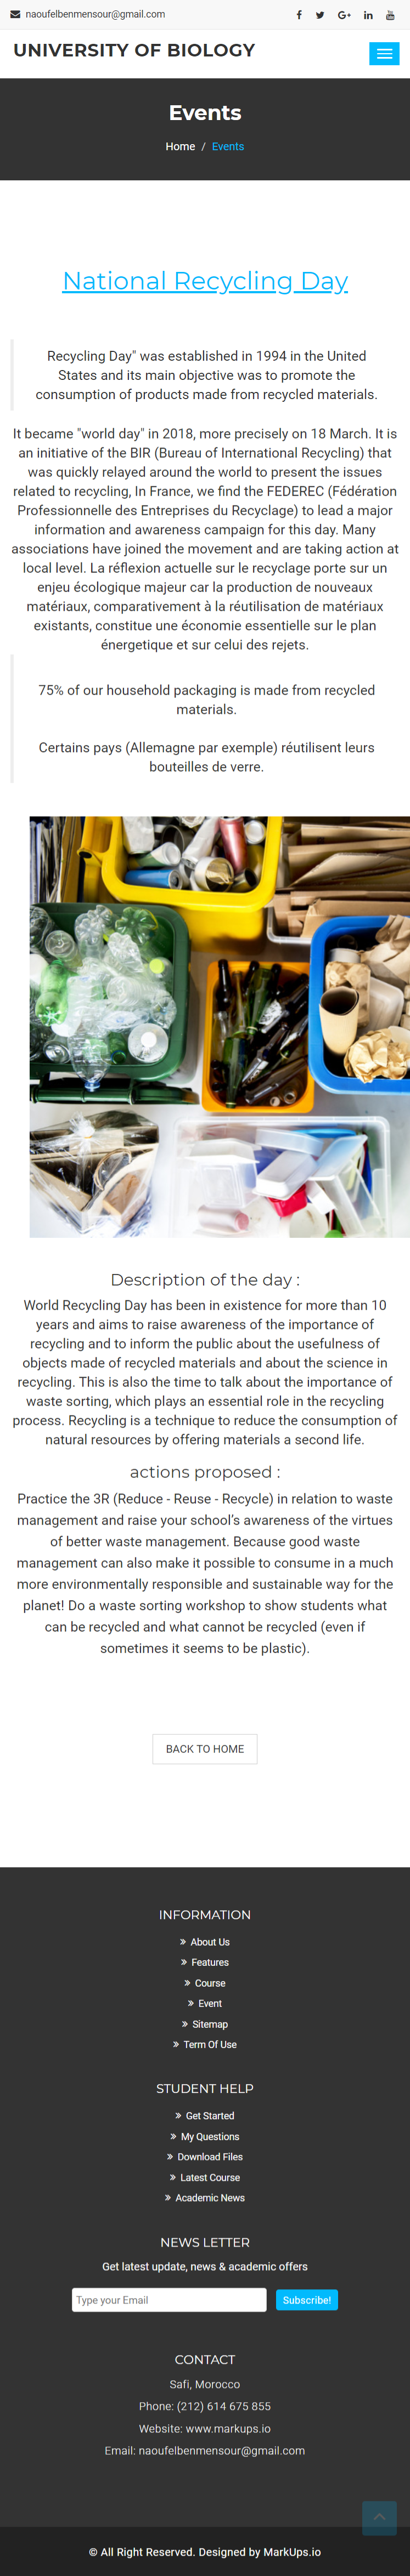 naoufelbenmensour@gmail.com
UNIVERSITY OF BIOLOGY
Events
Home / Events
National Recycling Day
Recycling Day" was established in 1994 in the United
States and its main objective was to promote the
consumption of products made from recycled materials.
It became "world day" in 2018, more precisely on 18 March. It is
an initiative of the BIR (Bureau of International Recycling) that
was quickly relayed around the world to present the issues
related to recycling, In France, we find the FEDEREC (Fédération
Professionnelle des Entreprises du Recyclage) to lead a major
information and awareness campaign for this day. Many
associations have joined the movement and are taking action at
local level. La réflexion actuelle sur le recyclage porte sur un
enjeu écologique majeur car la production de nouveaux
matériaux, comparativement à la réutilisation de matériaux
existants, constitue une économie essentielle sur le plan
énergetique et sur celui des rejets.
75% of our household packaging is made from recycled
materials.
Certains pays (Allemagne par exemple) réutilisent leurs
bouteilles de verre.
Description of the day :
World Recycling Day has been in existence for more than 10
years and aims to raise awareness of the importance of
recycling and to inform the public about the usefulness of
objects made of recycled materials and about the science in
recycling. This is also the time to talk about the importance of
waste sorting, which plays an essential role in the recycling
process. Recycling is a technique to reduce the consumption of
natural resources by offering materials a second life.
actions proposed :
Practice the 3R (Reduce - Reuse - Recycle) in relation to waste
management and raise your school’s awareness of the virtues
of better waste management. Because good waste
management can also make it possible to consume in a much
more environmentally responsible and sustainable way for the
planet! Do a waste sorting workshop to show students what
can be recycled and what cannot be recycled (even if
sometimes it seems to be plastic).
BACK TO HOME
INFORMATION
» About Us
» Features
» Course
» Event
» Sitemap
» Term Of Use
STUDENT HELP
» Get Started
» My Questions
» Download Files
» Latest Course
» Academic News
NEWS LETTER
Get latest update, news & academic offers
Type your Email Subscribe!
CONTACT
Safi, Morocco
Phone: (212) 614 675 855
Website: www.markups.io
Email: naoufelbenmensour@gmail.com
© All Right Reserved. Designed by MarkUps.io